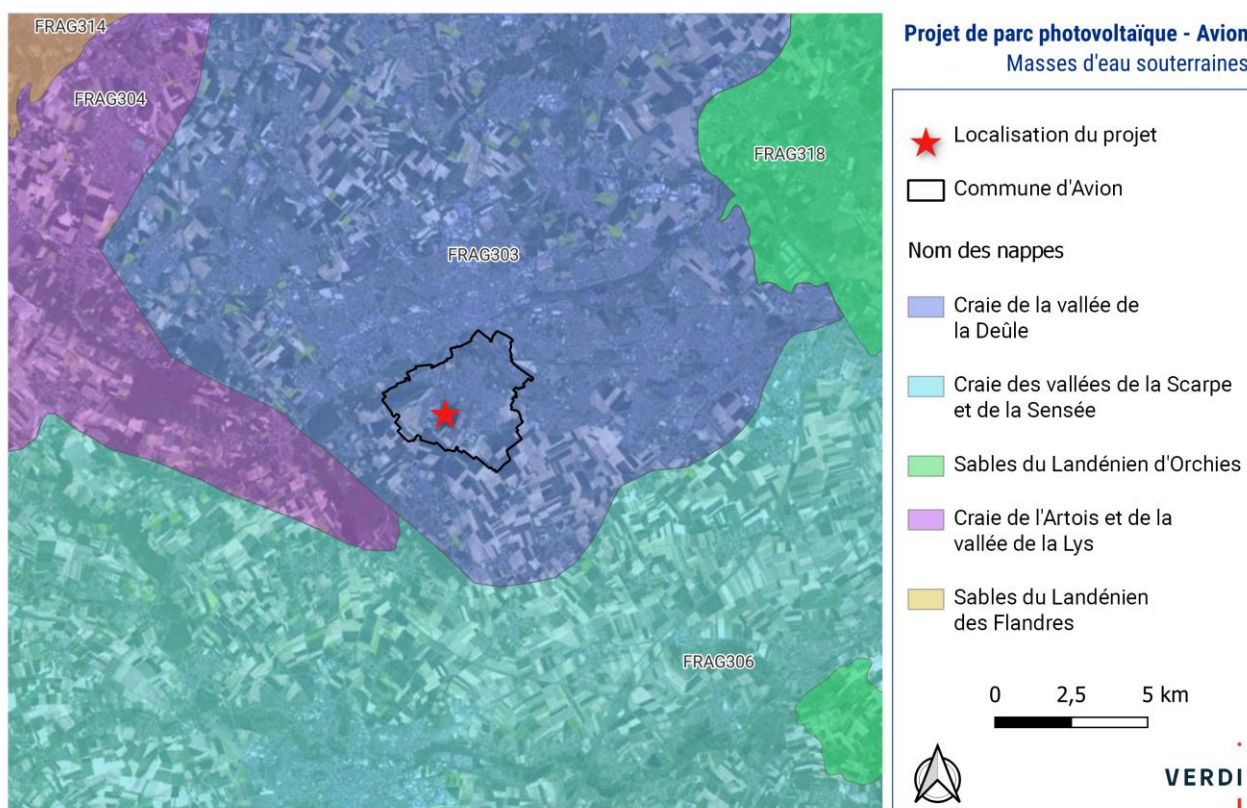 FRAG314
FRAG304
FRAG318
FRAG303
FRAG306
Projet de parc photovoltaïque - Avion
Masses d'eau souterraines
Localisation du projet
Commune d'Avion
Nom des nappes
Craie de la vallée de
la Deûle
Craie des vallées de la Scarpe
et de la Sensée
Sables du Landénien d'Orchies
Craie de l'Artois et de la
vallée de la Lys
Sables du Landénien
des Flandres
0 2,5 5 km
VERDI